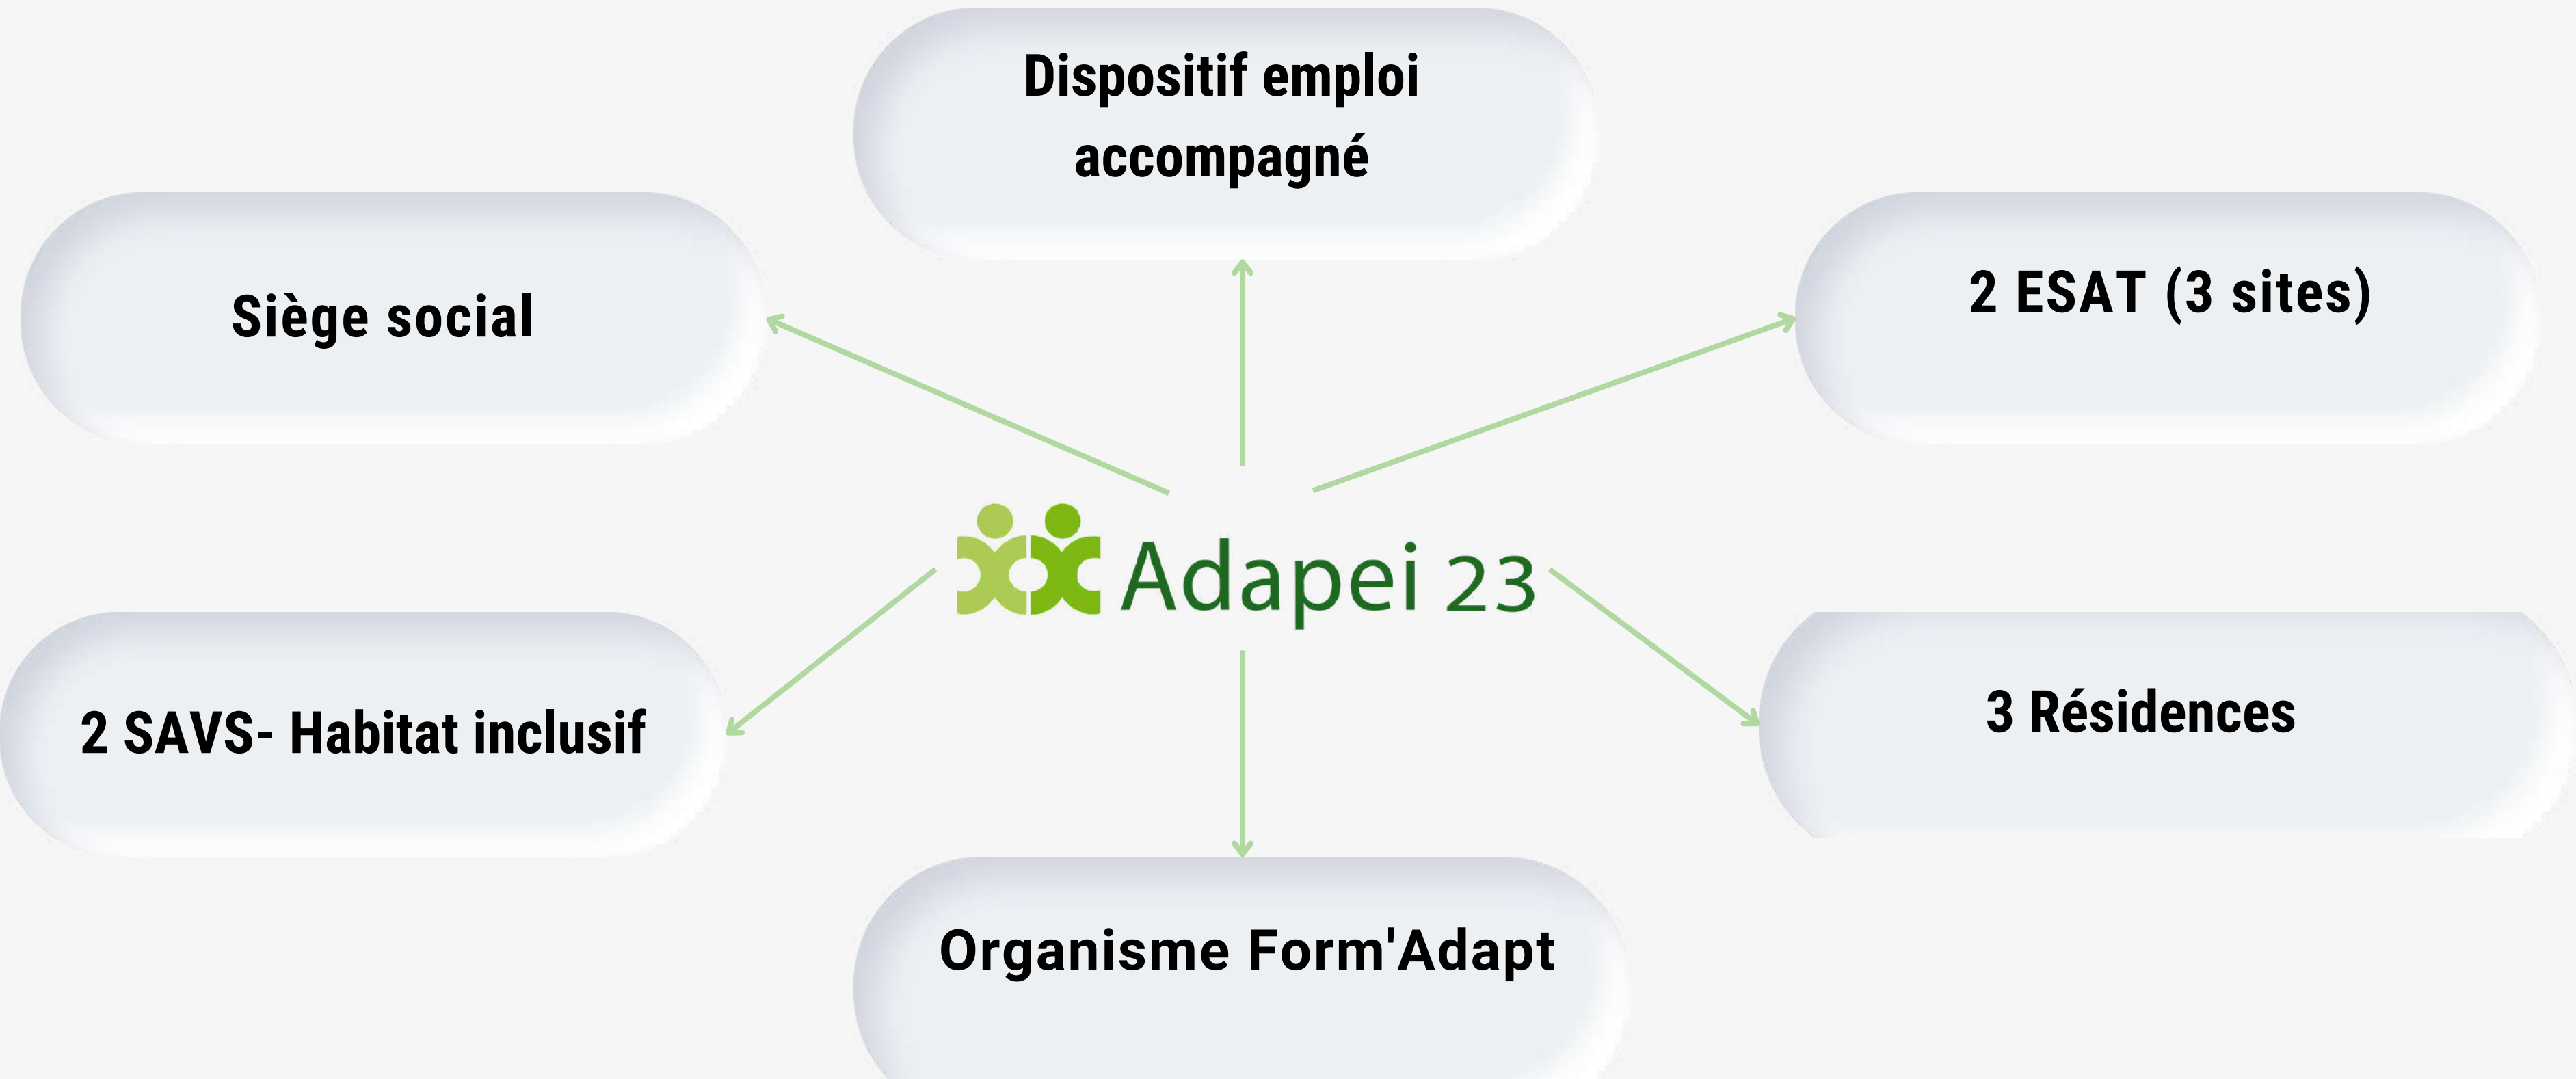 Dispositif emploi
accompagné
Siège social
2 ESAT (3 sites)
Adapei 23
2 SAVS- Habitat inclusif
3 Résidences
Organisme Form'Adapt